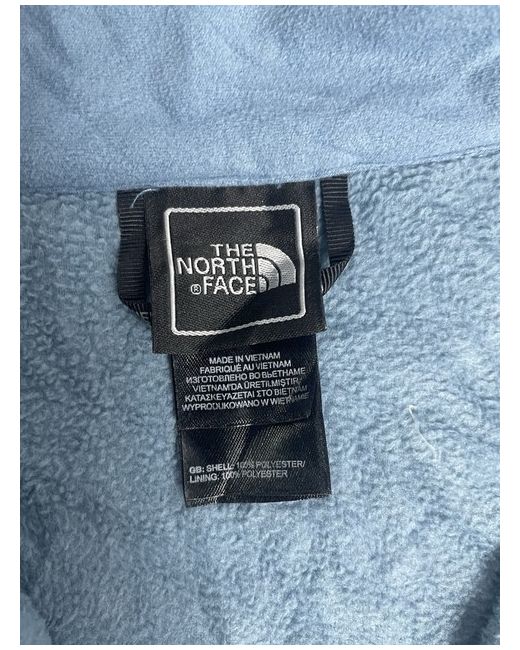 THE
NORTH
® FACE
MADE IN VIETNAM
FABRIQUÉ AU VIETNAM
ИЗГОТОВЛЕНО ВО ВЬЕТНАМЕ
VIETNAM'DA ÜRETILMIŞTIR
ΚΑΤΑΣΚΕΥΑΖΕΤΑΙ ΣΤΟ ΒΙΕΤΝΑΜ
WYPRODUKOWANO W WIETNAMIE
GB: SHELL: 100% POLYESTER/
LINING: 100% POLYESTER